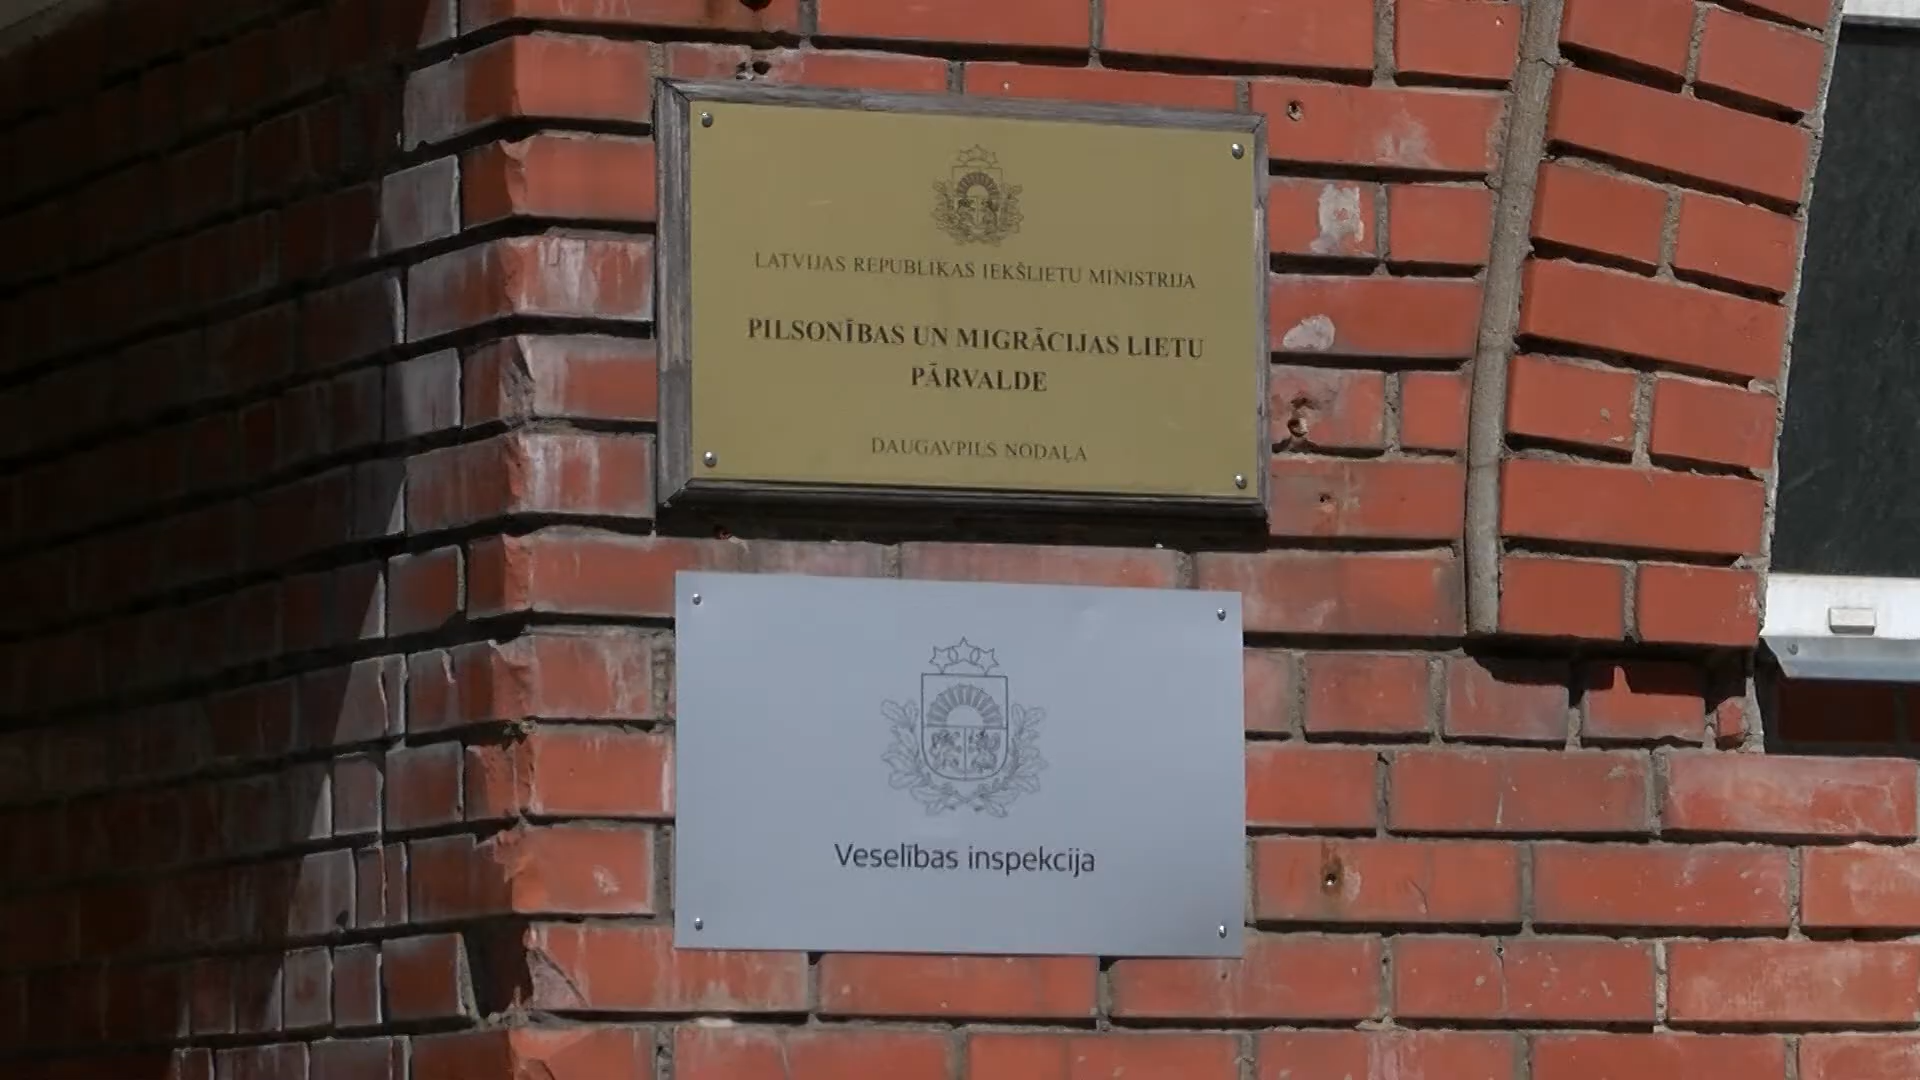 LATVIJAS REPUBLIKAS IEKŠLIETU MINISTRIJA
PILSONĪBAS UN MIGRĀCIJAS LIETU
PĀRVALDE
DAUGAVPILS NODAĻA
Veselības inspekcija